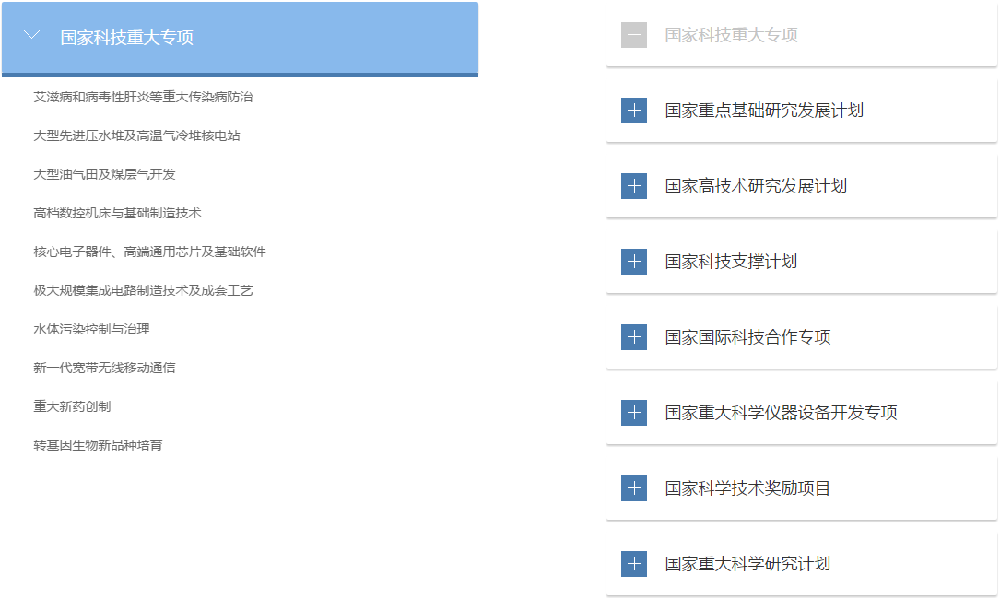 国家科技重大专项
艾滋病和病毒性肝炎等重大传染病防治
大型先进压水堆及高温气冷堆核电站
大型油气田及煤层气开发
高档数控机床与基础制造技术
核心电子器件、高端通用芯片及基础软件
极大规模集成电路制造技术及成套工艺
水体污染控制与治理
新一代宽带无线移动通信
重大新药创制
转基因生物新品种培育
国家科技重大专项
国家重点基础研究发展计划
国家高技术研究发展计划
国家科技支撑计划
国家国际科技合作专项
国家重大科学仪器设备开发专项
国家科学技术奖励项目
国家重大科学研究计划